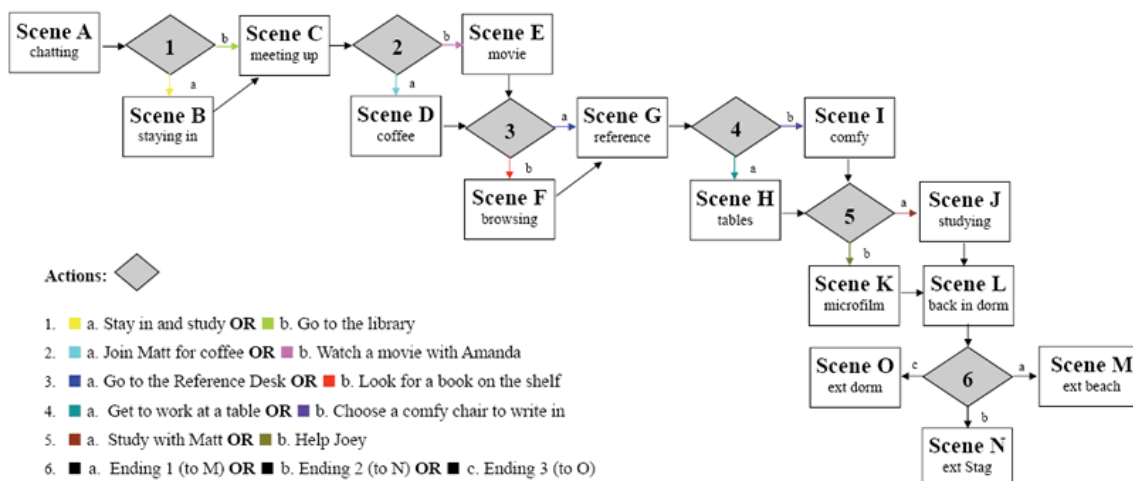 Scene A
chatting
1
b
a
Scene B
staying in
Scene C
meeting up
2
b
a
Scene E
movie
Scene D
coffee
3
a
b
Scene F
browsing
Scene G
reference
4
b
a
Scene I
comfy
Scene H
tables
5
a
b
Scene J
studying
Scene K
microfilm
Scene L
back in dorm
6
c
a
b
Scene O
ext dorm
Scene M
ext beach
Scene N
ext Stag
Actions:
1. a. Stay in and study OR b. Go to the library
2. a. Join Matt for coffee OR b. Watch a movie with Amanda
3. a. Go to the Reference Desk OR b. Look for a book on the shelf
4. a. Get to work at a table OR b. Choose a comfy chair to write in
5. a. Study with Matt OR b. Help Joey
6. a. Ending 1 (to M) OR b. Ending 2 (to N) OR c. Ending 3 (to O)